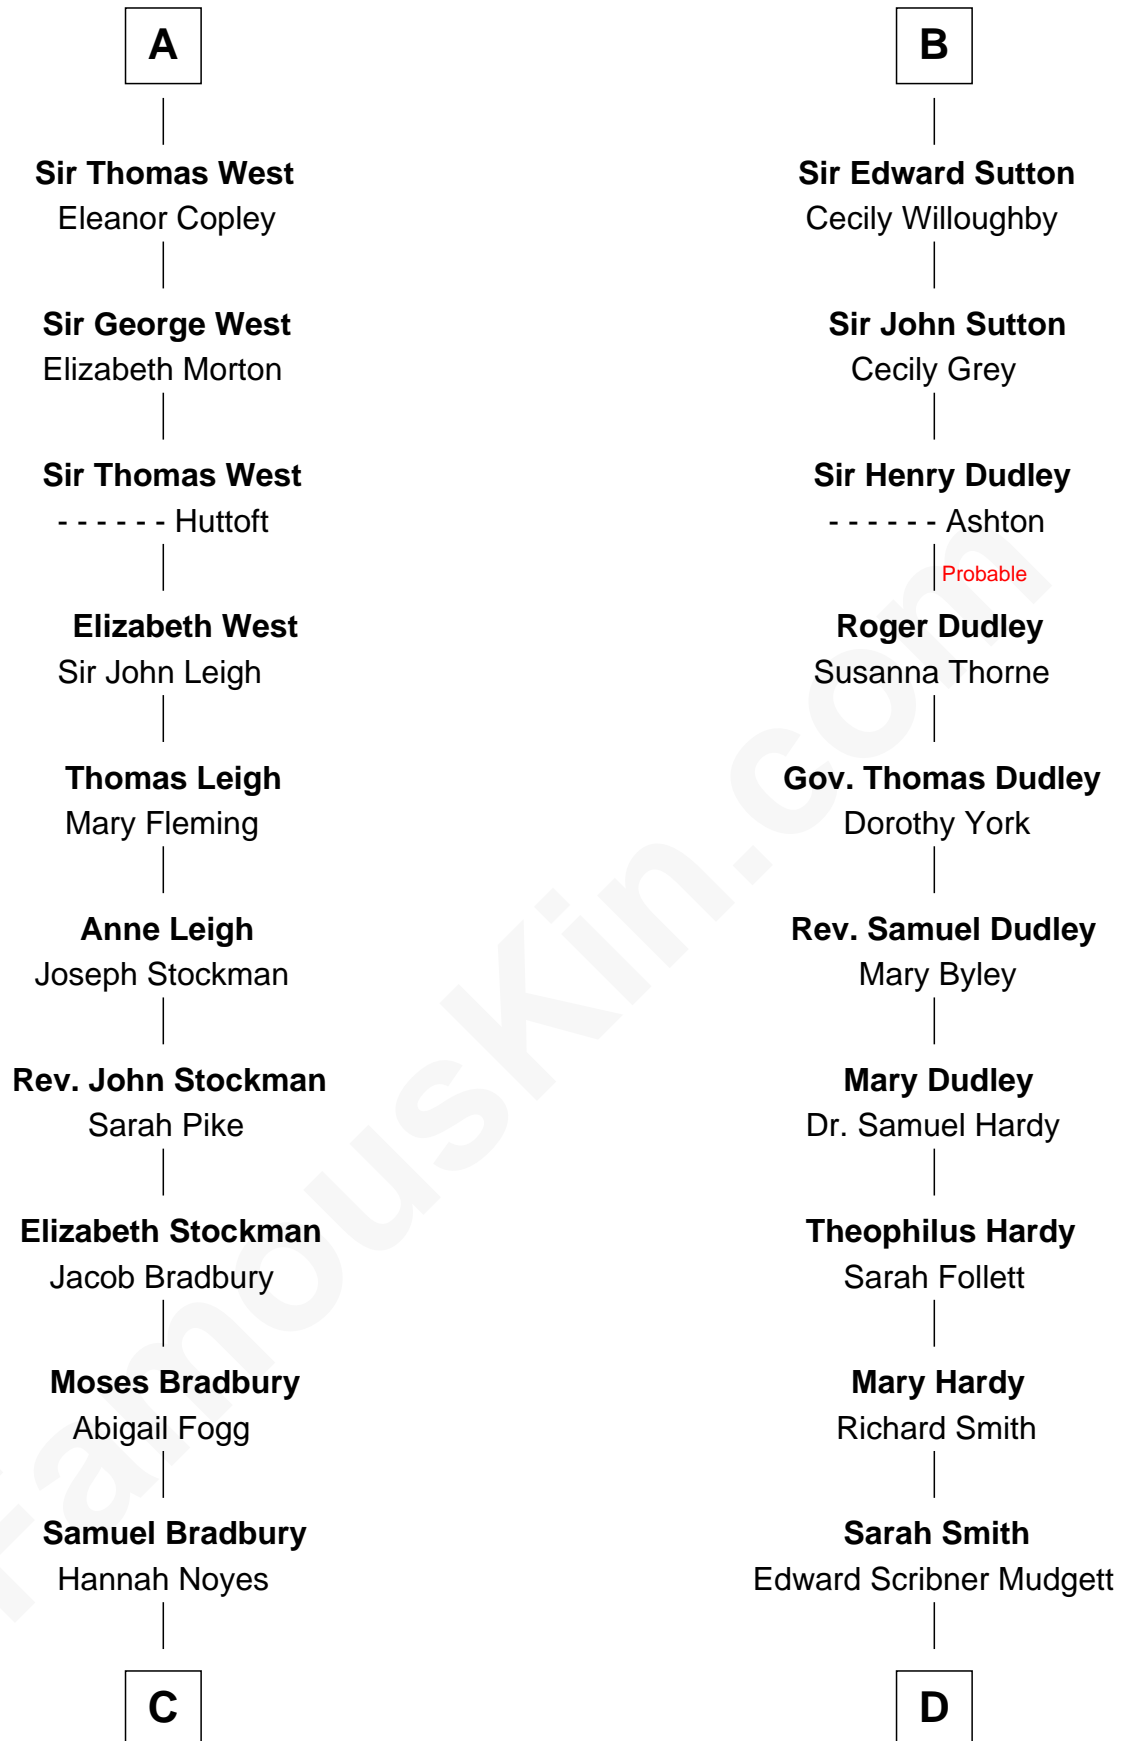 A
Sir Thomas West
Eleanor Copley
Sir George West
Elizabeth Morton
Sir Thomas West
- - - - - - Huttoft
Elizabeth West
Sir John Leigh
Thomas Leigh
Mary Fleming
Anne Leigh
Joseph Stockman
Rev. John Stockman
Sarah Pike
Elizabeth Stockman
Jacob Bradbury
Moses Bradbury
Abigail Fogg
Samuel Bradbury
Hannah Noyes
C
B
Sir Edward Sutton
Cecily Willoughby
Sir John Sutton
Cecily Grey
Sir Henry Dudley
- - - - - - Ashton
Probable
Roger Dudley
Susanna Thorne
Gov. Thomas Dudley
Dorothy York
Rev. Samuel Dudley
Mary Byley
Mary Dudley
Dr. Samuel Hardy
Theophilus Hardy
Sarah Follett
Mary Hardy
Richard Smith
Sarah Smith
Edward Scribner Mudgett
D
FamousKin.com